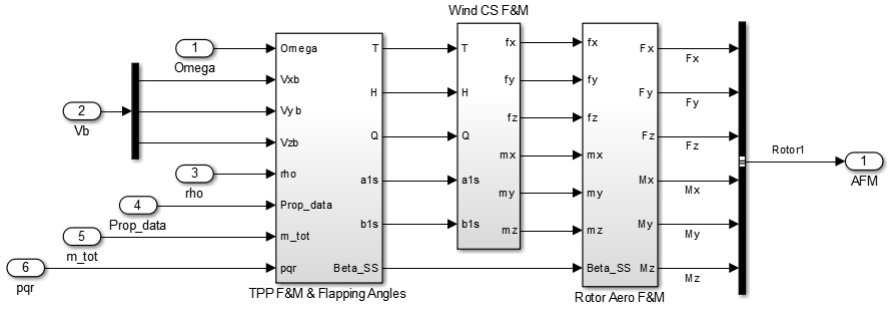 Wind CS F&M
1
Omega
2
Vb
3
rho
4
Prop_data
5
m_tot
6
pqr
Omega
Vxb
Vyb
Vzb
rho
Prop_data
m_tot
pqr
T
H
Q
a1s
b1s
Beta_SS
TPP F&M & Flapping Angles
T
H
Q
a1s
b1s
fx
fy
fz
mx
my
mz
fx
fy
fz
mx
my
mz
Beta_SS
Fx
Fy
Fz
Mx
My
Mz
Rotor Aero F&M
Fx
Fy
Fz
Mx
My
Mz
Rotor1
1
AFM